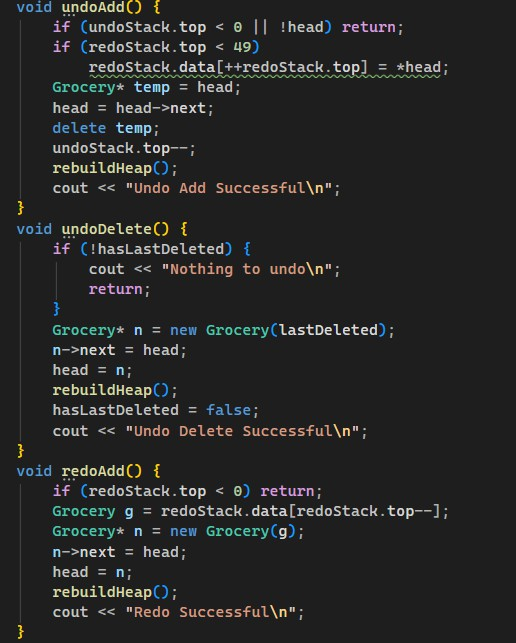 void undoAdd() {
    if (undoStack.top < 0 || !head) return;
    if (redoStack.top < 49)
        redoStack.data[++redoStack.top] = *head;
    Grocery* temp = head;
    head = head->next;
    delete temp;
    undoStack.top--;
    rebuildHeap();
    cout << "Undo Add Successful\n";
}
void undoDelete() {
    if (!hasLastDeleted) {
        cout << "Nothing to undo\n";
        return;
    }
    Grocery* n = new Grocery(lastDeleted);
    n->next = head;
    head = n;
    rebuildHeap();
    hasLastDeleted = false;
    cout << "Undo Delete Successful\n";
}
void redoAdd() {
    if (redoStack.top < 0) return;
    Grocery g = redoStack.data[redoStack.top--];
    Grocery* n = new Grocery(g);
    n->next = head;
    head = n;
    rebuildHeap();
    cout << "Redo Successful\n";
}